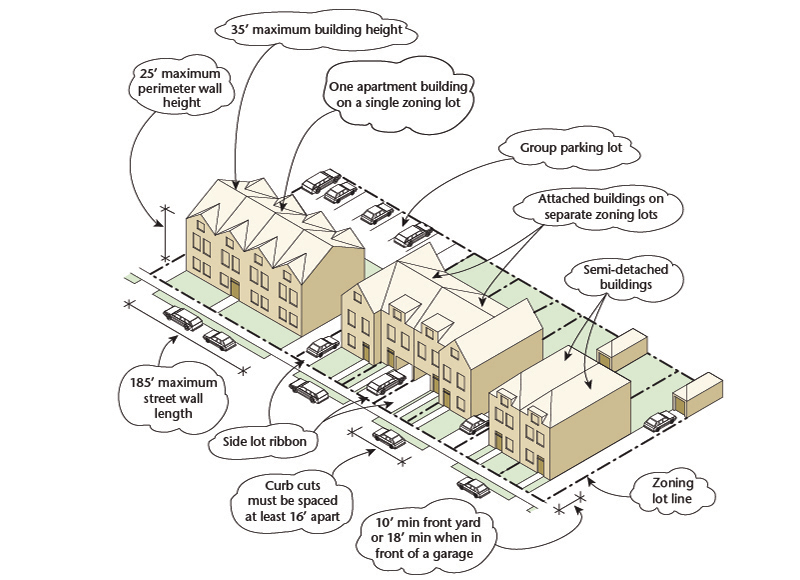 35’ maximum building height
25’ maximum
perimeter wall
height
One apartment building
on a single zoning lot
Group parking lot
Attached buildings on
separate zoning lots
Semi-detached
buildings
185’ maximum
street wall
length
Side lot ribbon
Curb cuts
must be spaced
at least 16’ apart
10’ min front yard
or 18’ min when in
front of a garage
Zoning
lot line